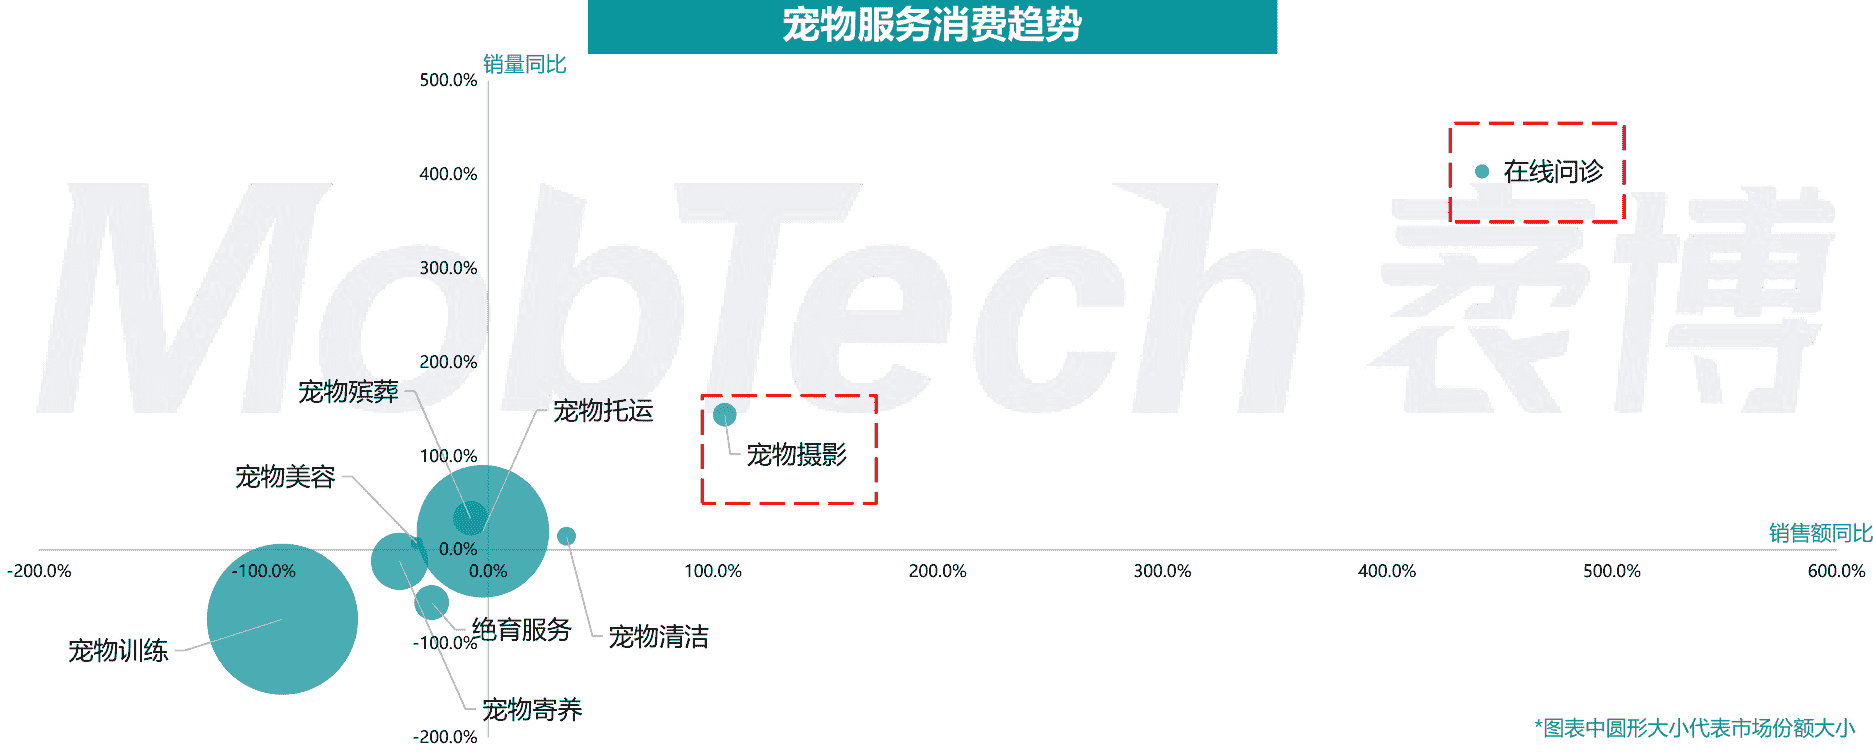 宠物服务消费趋势
销量同比
500.0%
在线问诊
400.0%
300.0%
200.0%
宠物殡葬
宠物托运
100.0%
宠物摄影
宠物美容
销售额同比
0.0%
-200.0%
-100.0%
0.0%
100.0%
200.0%
300.0%
400.0%
500.0%
600.0%
绝育服务
宠物清洁
-100.0%
宠物训练
宠物寄养
-200.0%
*图表中圆形大小代表市场份额大小
MobTech 袤博